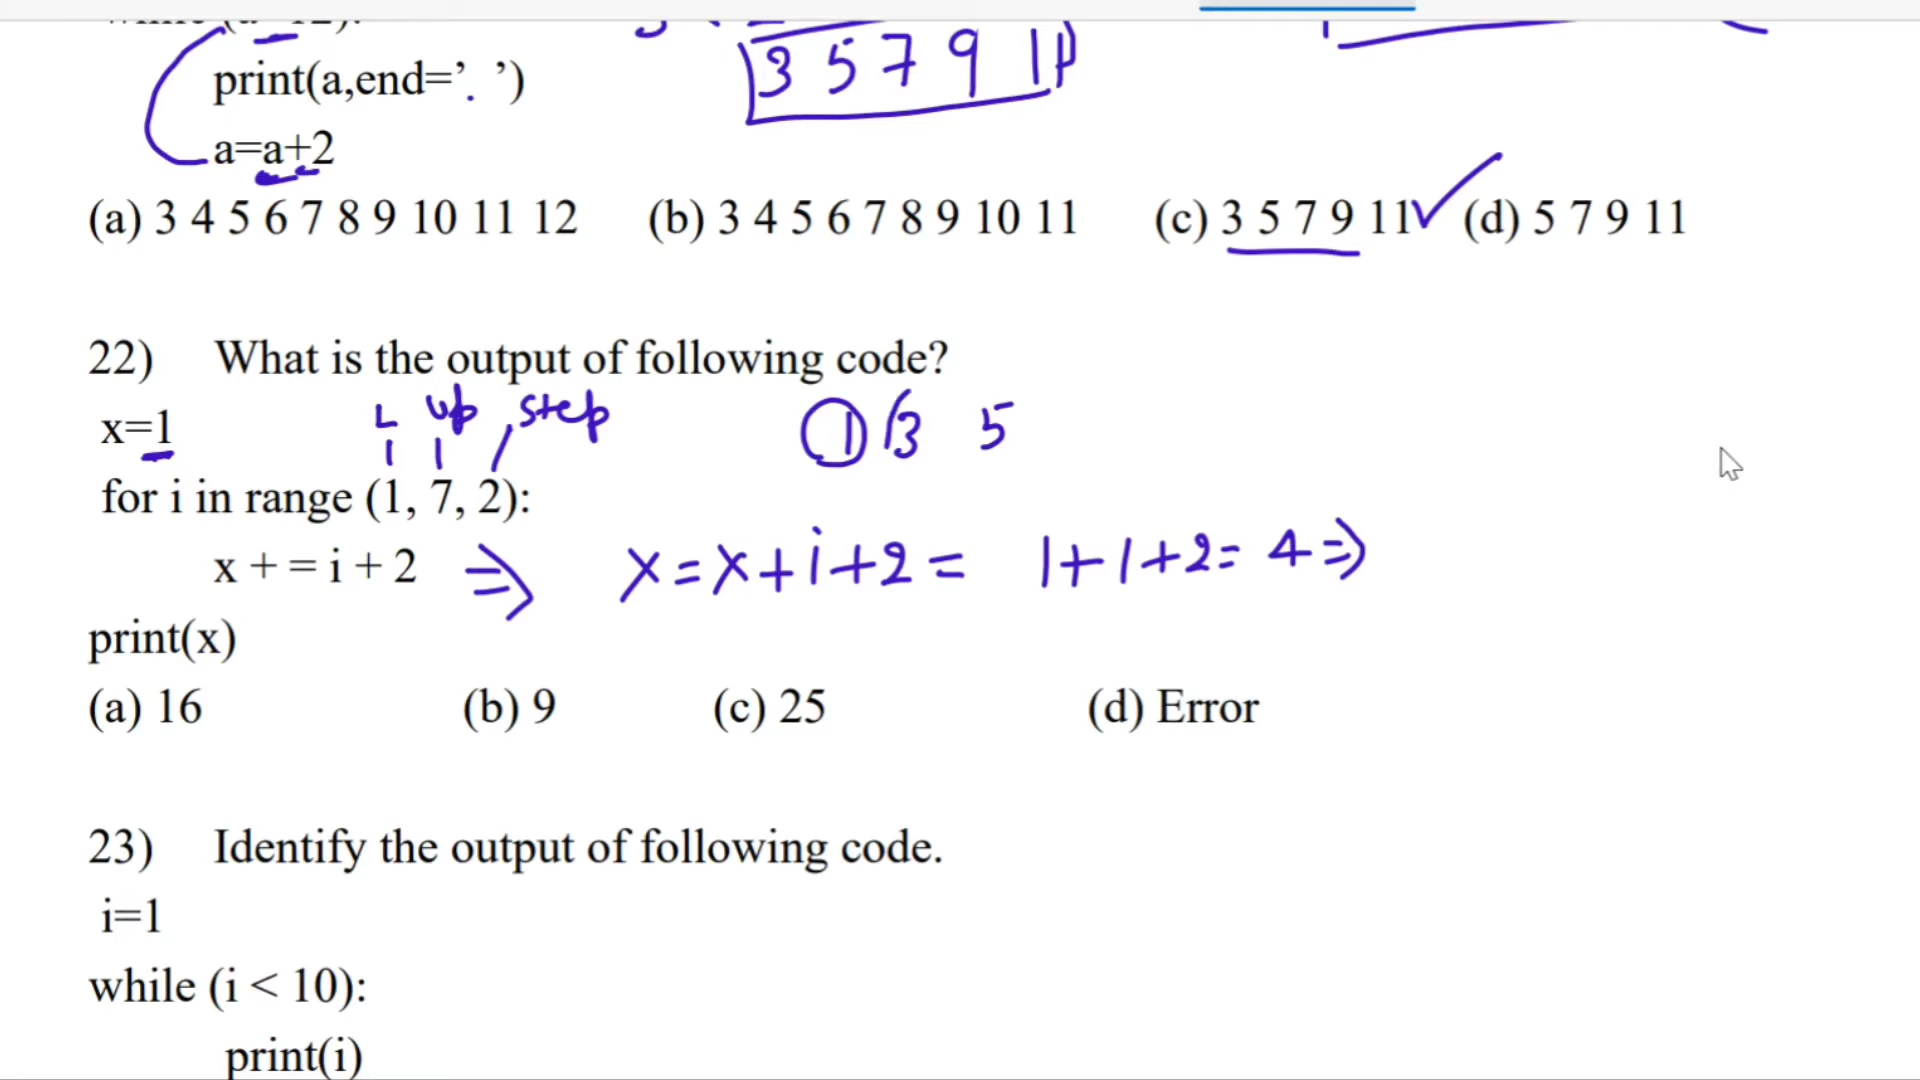 3 5 7 9 11
print(a,end=’ ’)
a=a+2
(a) 3 4 5 6 7 8 9 10 11 12 (b) 3 4 5 6 7 8 9 10 11 (c) 3 5 7 9 11 (d) 5 7 9 11
22) What is the output of following code?
L up step
x=1 1 3 5
for i in range (1, 7, 2):
x + = i + 2 ⇒ x=x+i+2= 1+1+2= 4⇒
print(x)
(a) 16 (b) 9 (c) 25 (d) Error
23) Identify the output of following code.
i=1
while (i < 10):
print(i)